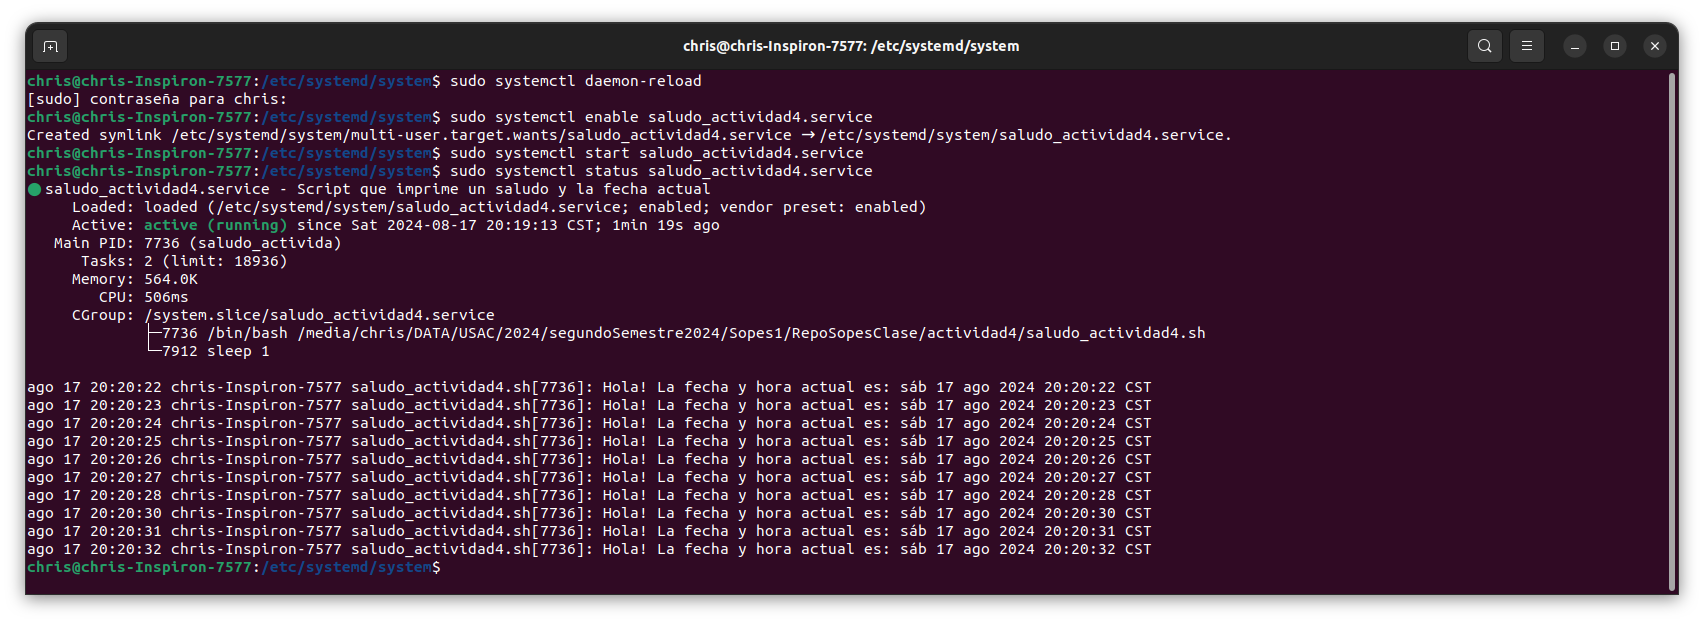 chris@chris-Inspiron-7577: /etc/systemd/system
chris@chris-Inspiron-7577:/etc/systemd/system$ sudo systemctl daemon-reload
[sudo] contraseña para chris:
chris@chris-Inspiron-7577:/etc/systemd/system$ sudo systemctl enable saludo_actividad4.service
Created symlink /etc/systemd/system/multi-user.target.wants/saludo_actividad4.service → /etc/systemd/system/saludo_actividad4.service.
chris@chris-Inspiron-7577:/etc/systemd/system$ sudo systemctl start saludo_actividad4.service
chris@chris-Inspiron-7577:/etc/systemd/system$ sudo systemctl status saludo_actividad4.service
● saludo_actividad4.service - Script que imprime un saludo y la fecha actual
Loaded: loaded (/etc/systemd/system/saludo_actividad4.service; enabled; vendor preset: enabled)
Active: active (running) since Sat 2024-08-17 20:19:13 CST; 1min 19s ago
Main PID: 7736 (saludo_activida)
Tasks: 2 (limit: 18936)
Memory: 564.0K
CPU: 506ms
CGroup: /system.slice/saludo_actividad4.service
├─7736 /bin/bash /media/chris/DATA/USAC/2024/segundoSemestre2024/Sopes1/RepoSopesClase/actividad4/saludo_actividad4.sh
└─7912 sleep 1
ago 17 20:20:22 chris-Inspiron-7577 saludo_actividad4.sh[7736]: Hola! La fecha y hora actual es: sáb 17 ago 2024 20:20:22 CST
ago 17 20:20:23 chris-Inspiron-7577 saludo_actividad4.sh[7736]: Hola! La fecha y hora actual es: sáb 17 ago 2024 20:20:23 CST
ago 17 20:20:24 chris-Inspiron-7577 saludo_actividad4.sh[7736]: Hola! La fecha y hora actual es: sáb 17 ago 2024 20:20:24 CST
ago 17 20:20:25 chris-Inspiron-7577 saludo_actividad4.sh[7736]: Hola! La fecha y hora actual es: sáb 17 ago 2024 20:20:25 CST
ago 17 20:20:26 chris-Inspiron-7577 saludo_actividad4.sh[7736]: Hola! La fecha y hora actual es: sáb 17 ago 2024 20:20:26 CST
ago 17 20:20:27 chris-Inspiron-7577 saludo_actividad4.sh[7736]: Hola! La fecha y hora actual es: sáb 17 ago 2024 20:20:27 CST
ago 17 20:20:28 chris-Inspiron-7577 saludo_actividad4.sh[7736]: Hola! La fecha y hora actual es: sáb 17 ago 2024 20:20:28 CST
ago 17 20:20:30 chris-Inspiron-7577 saludo_actividad4.sh[7736]: Hola! La fecha y hora actual es: sáb 17 ago 2024 20:20:30 CST
ago 17 20:20:31 chris-Inspiron-7577 saludo_actividad4.sh[7736]: Hola! La fecha y hora actual es: sáb 17 ago 2024 20:20:31 CST
ago 17 20:20:32 chris-Inspiron-7577 saludo_actividad4.sh[7736]: Hola! La fecha y hora actual es: sáb 17 ago 2024 20:20:32 CST
chris@chris-Inspiron-7577:/etc/systemd/system$